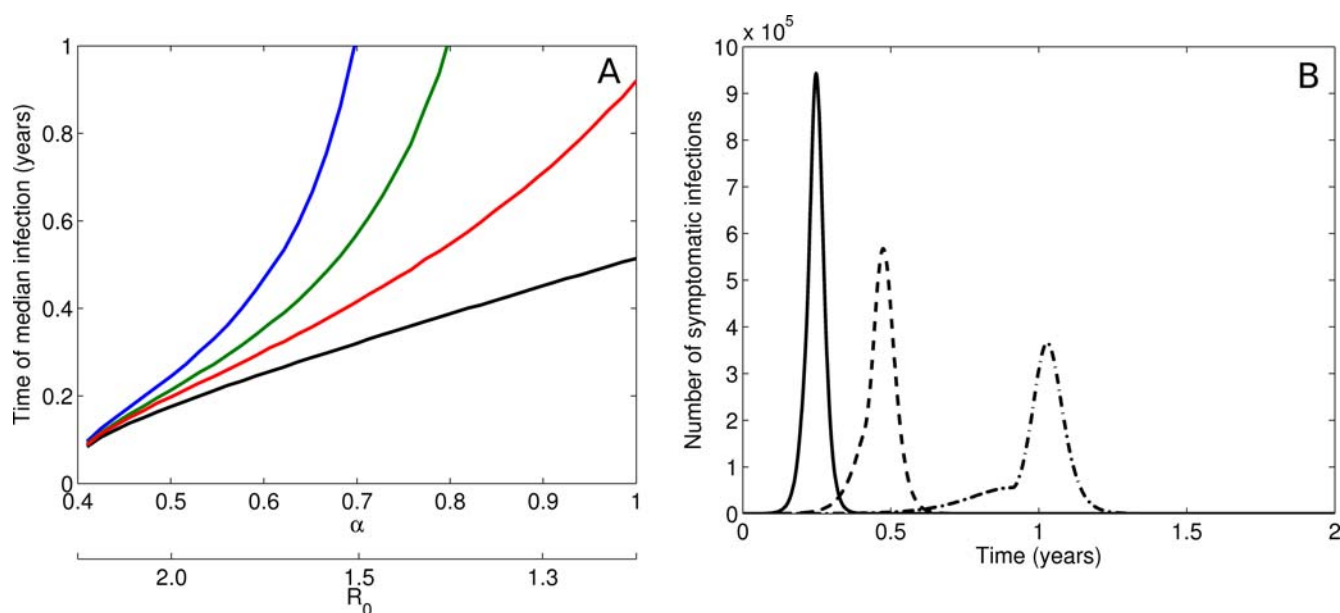 A
Time of median infection (years)
1
0.8
0.6
0.4
0.2
0
0.4 0.5 0.6 0.7 0.8 0.9 1
α
2.0 1.5 1.3
R0
B
x 10^5
Number of symptomatic infections
10
9
8
7
6
5
4
3
2
1
0
0 0.5 1 1.5 2
Time (years)